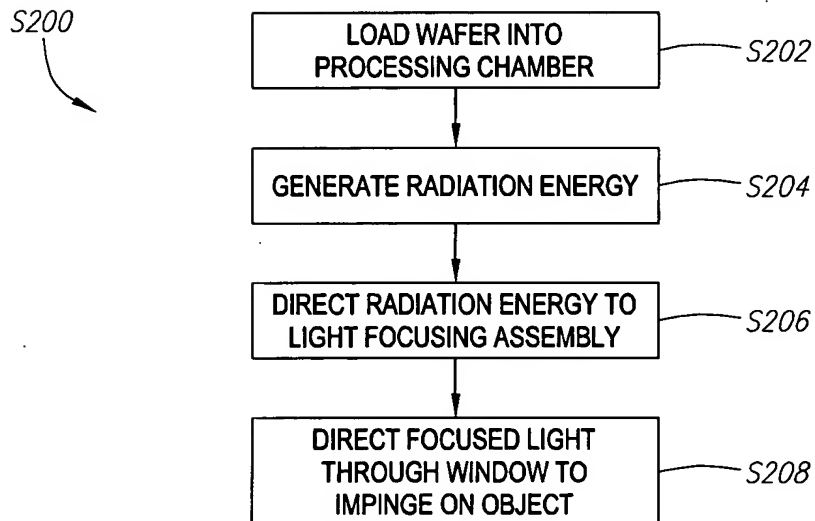 S200
LOAD WAFER INTO
PROCESSING CHAMBER
S202
GENERATE RADIATION ENERGY
S204
DIRECT RADIATION ENERGY TO
LIGHT FOCUSING ASSEMBLY
S206
DIRECT FOCUSED LIGHT
THROUGH WINDOW TO
IMPINGE ON OBJECT
S208